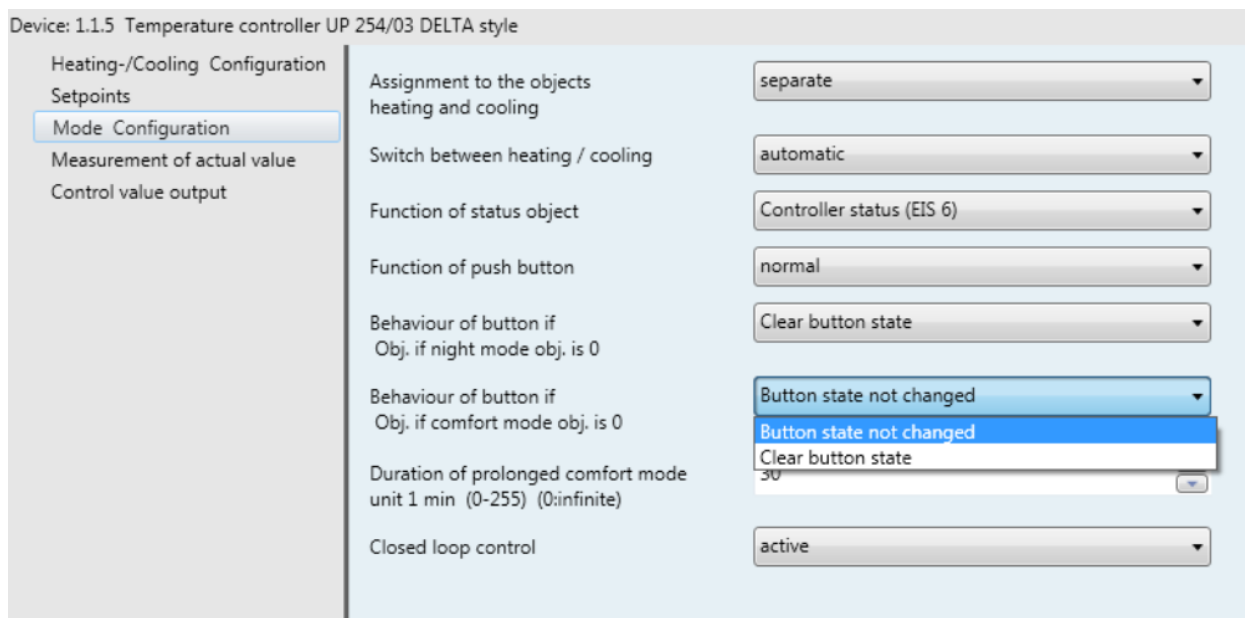 Device: 1.1.5  Temperature controller UP 254/03 DELTA style
Heating-/Cooling  Configuration
Setpoints
Mode  Configuration
Measurement of actual value
Control value output
Assignment to the objects
heating and cooling
separate
Switch between heating / cooling
automatic
Function of status object
Controller status (EIS 6)
Function of push button
normal
Behaviour of button if
Obj. if night mode obj. is 0
Clear button state
Behaviour of button if
Obj. if comfort mode obj. is 0
Button state not changed
Button state not changed
Clear button state
Duration of prolonged comfort mode
unit 1 min  (0-255)  (0:infinite)
30
Closed loop control
active